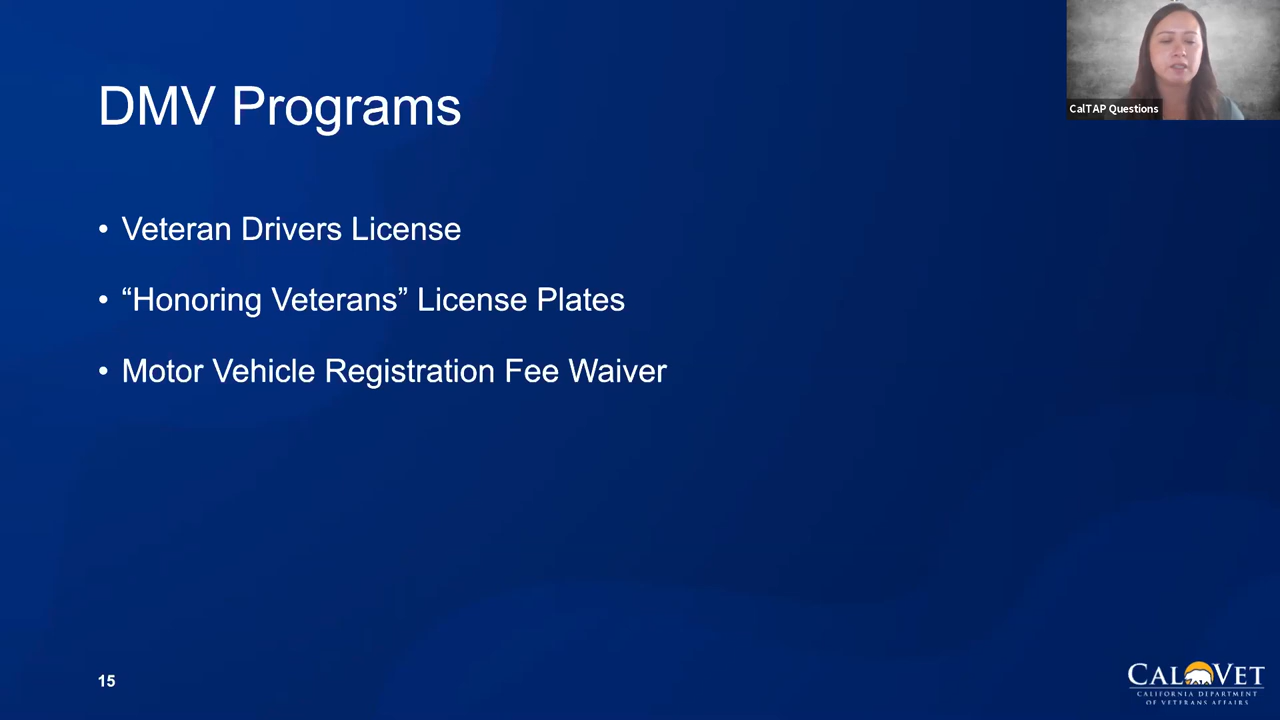 DMV Programs
CalTAP Questions
• Veteran Drivers License
• “Honoring Veterans” License Plates
• Motor Vehicle Registration Fee Waiver
15
CALVET
CALIFORNIA DEPARTMENT
OF VETERANS AFFAIRS